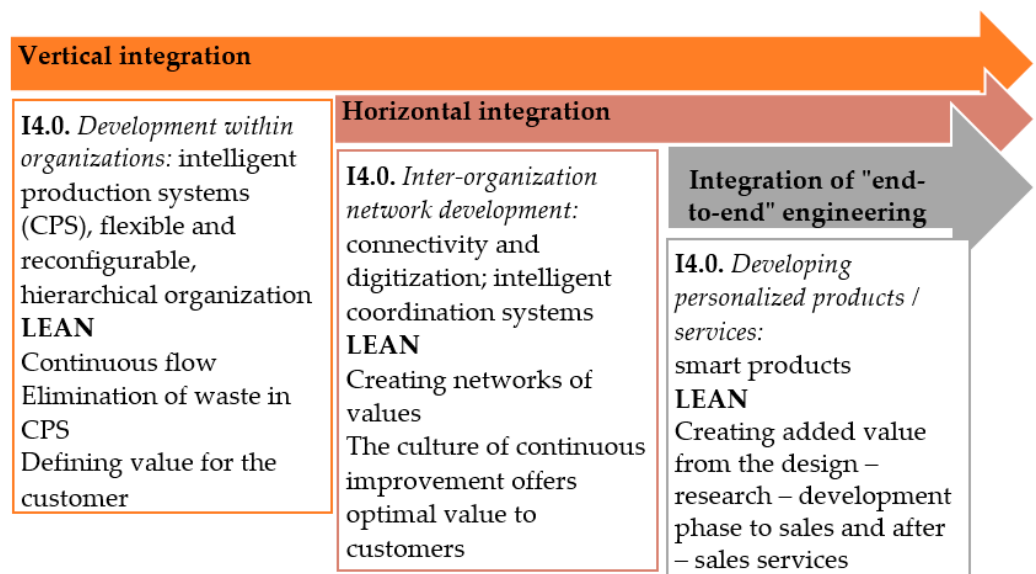 Vertical integration
I4.0. Development within
organizations: intelligent
production systems
(CPS), flexible and
reconfigurable,
hierarchical organization
LEAN
Continuous flow
Elimination of waste in
CPS
Defining value for the
customer
Horizontal integration
I4.0. Inter-organization
network development:
connectivity and
digitization; intelligent
coordination systems
LEAN
Creating networks of
values
The culture of continuous
improvement offers
optimal value to
customers
Integration of "end-
to-end" engineering
I4.0. Developing
personalized products /
services:
smart products
LEAN
Creating added value
from the design –
research – development
phase to sales and after
– sales services